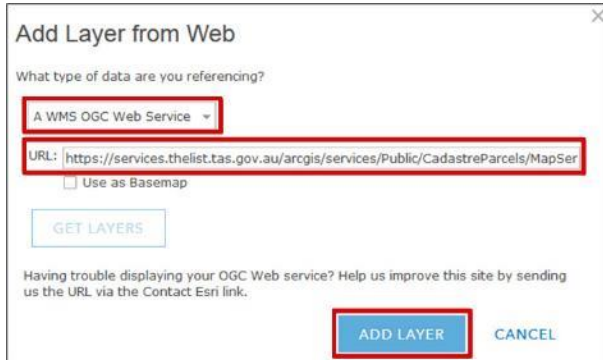 Add Layer from Web
What type of data are you referencing?
A WMS OGC Web Service
URL: https://services.thelist.tas.gov.au/arcgis/services/Public/CadastreParcels/MapSer
Use as Basemap
GET LAYERS
Having trouble displaying your OGC Web service? Help us improve this site by sending
us the URL via the Contact Esri link.
ADD LAYER CANCEL